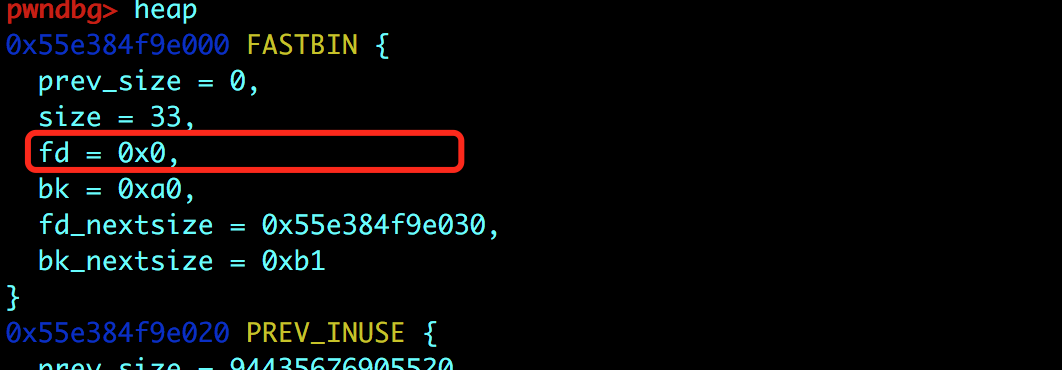 pwndbg> heap
0x55e384f9e000 FASTBIN {
prev_size = 0,
size = 33,
fd = 0x0,
bk = 0xa0,
fd_nextsize = 0x55e384f9e030,
bk_nextsize = 0xb1
}
0x55e384f9e020 PREV_INUSE {
prev_size = 94435676905520